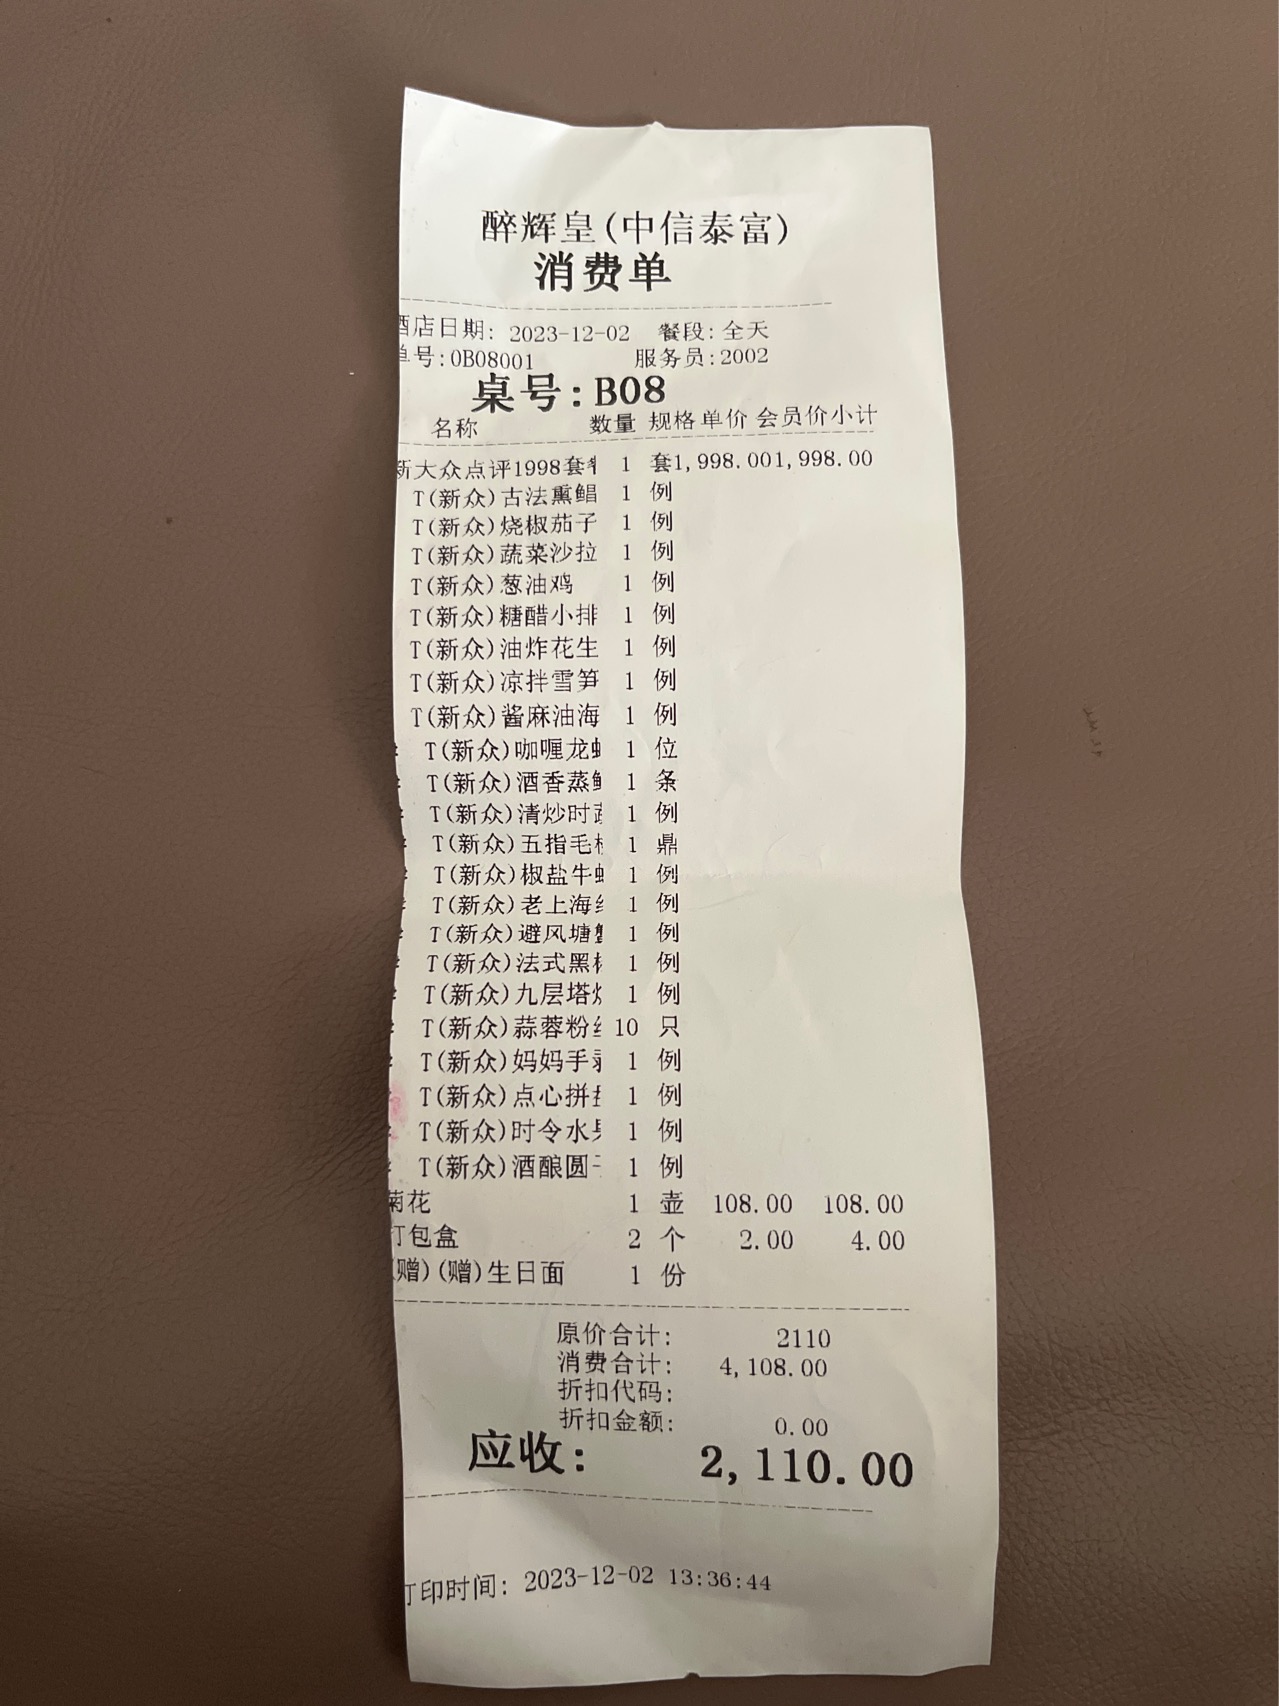 醉辉皇(中信泰富)
消费单
酒店日期: 2023-12-02 餐段: 全天
单号:0B08001 服务员:2002
桌号:B08
名称 数量 规格 单价 会员价小计
新大众点评1998套餐 1 套1,998.001,998.00
T(新众)古法熏鲳 1 例
T(新众)烧椒茄子 1 例
T(新众)蔬菜沙拉 1 例
T(新众)葱油鸡 1 例
T(新众)糖醋小排 1 例
T(新众)油炸花生 1 例
T(新众)凉拌雪笋 1 例
T(新众)酱麻油海 1 例
T(新众)咖喱龙虾 1 位
T(新众)酒香蒸 1 条
T(新众)清炒时蔬 1 例
T(新众)五指毛桃 1 鼎
T(新众)椒盐牛蛙 1 例
T(新众)老上海 1 例
T(新众)避风塘蟹 1 例
T(新众)法式黑椒 1 例
T(新众)九层塔 1 例
T(新众)蒜蓉粉丝 10 只
T(新众)妈妈手 1 例
T(新众)点心拼盘 1 例
T(新众)时令水果 1 例
T(新众)酒酿圆子 1 例
菊花 1 壶 108.00 108.00
打包盒 2 个 2.00 4.00
(赠)(赠)生日面 1 份
原价合计: 2110
消费合计: 4,108.00
折扣代码:
折扣金额: 0.00
应收: 2,110.00
打印时间: 2023-12-02 13:36:44